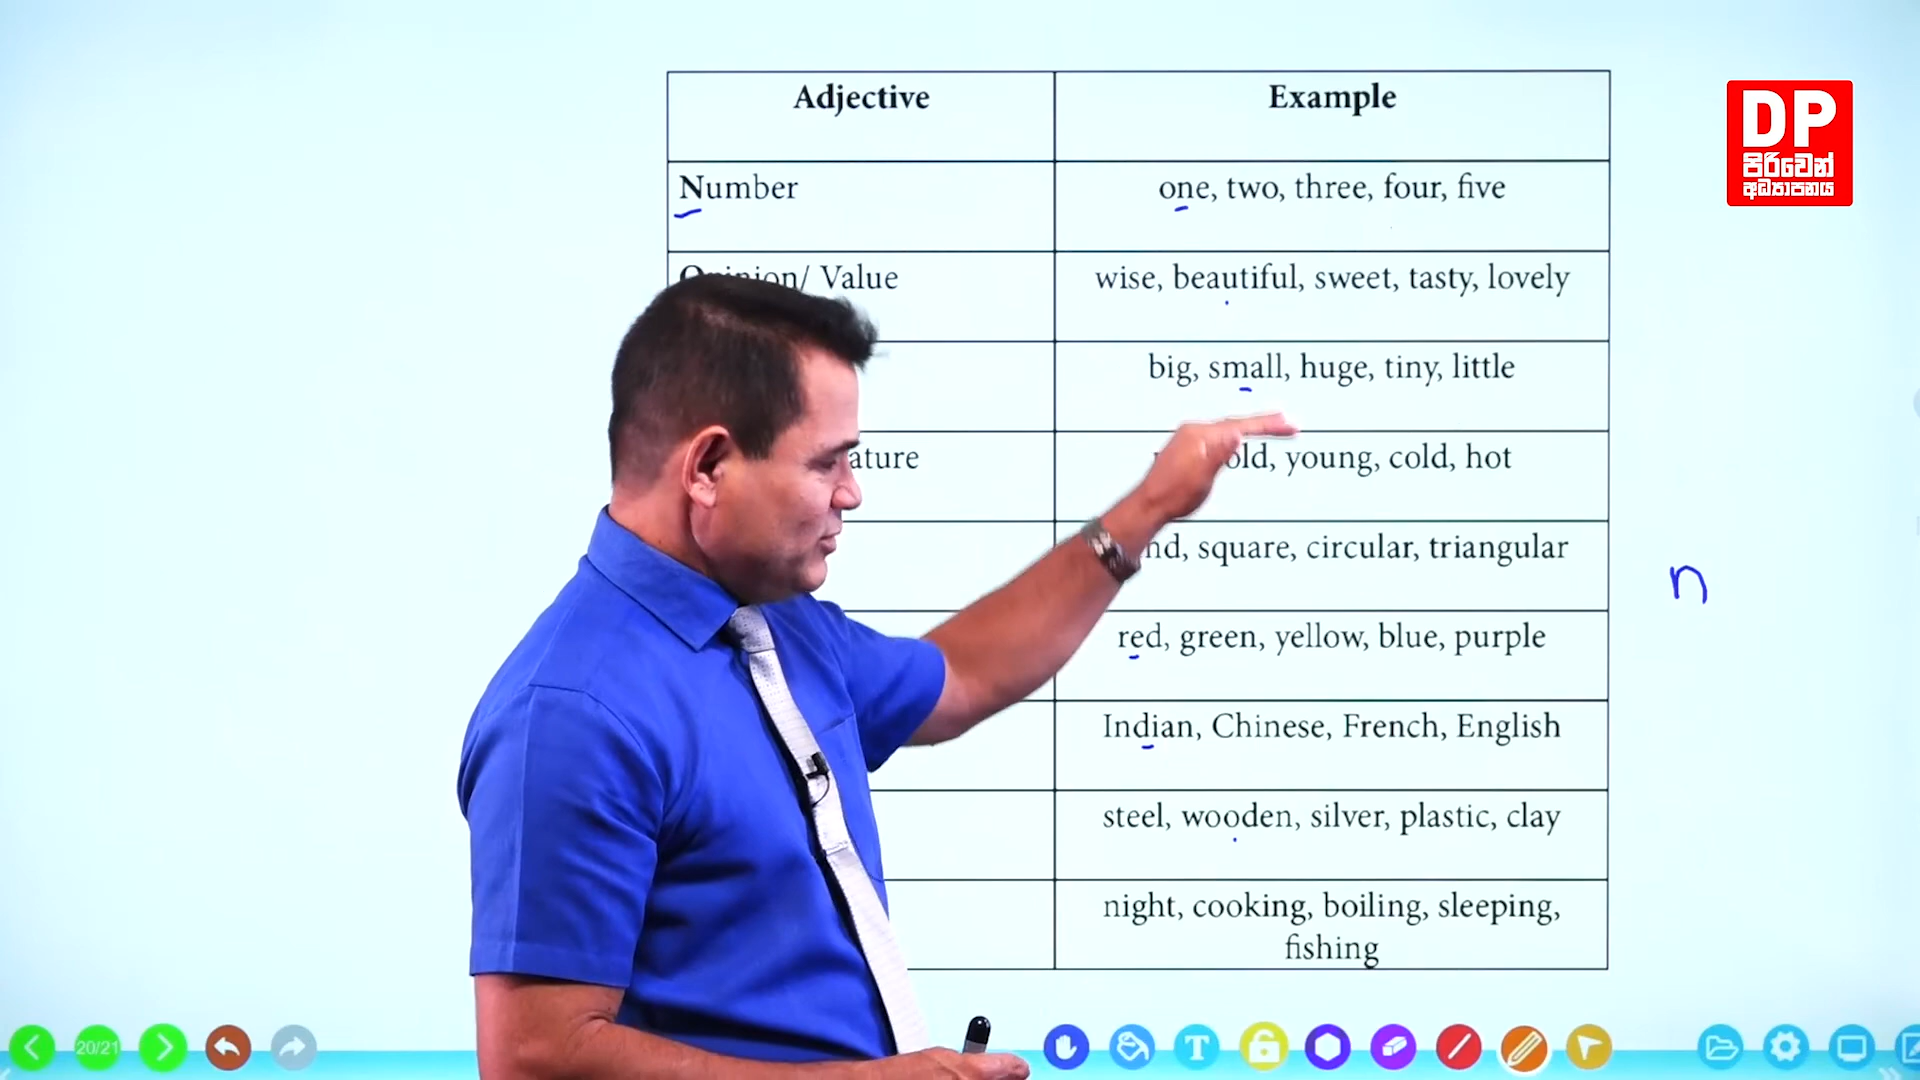 Adjective Example
Number one, two, three, four, five
Value wise, beautiful, sweet, tasty, lovely
big, small, huge, tiny, little
old, young, cold, hot
square, circular, triangular
red, green, yellow, blue, purple
Indian, Chinese, French, English
steel, wooden, silver, plastic, clay
night, cooking, boiling, sleeping,
fishing
DP
පිරිවෙන්
අධ්‍යාපනය
n
20/21
T